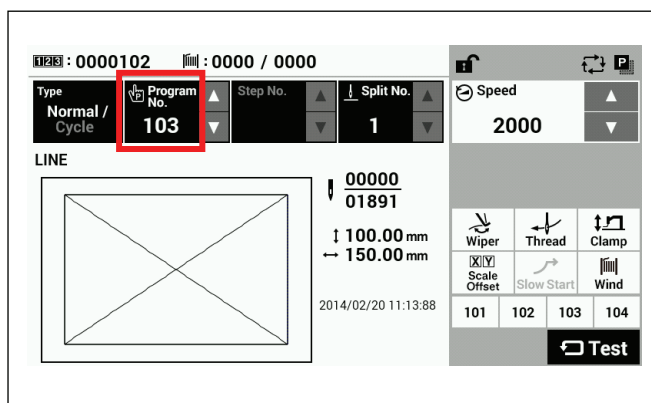 123 : 0000102 : 0000 / 0000 P
Type
Normal /
Cycle
P Program
No.
103
Step No.
Split No.
1
Speed
2000
LINE
00000
01891
100.00 mm
150.00 mm
2014/02/20 11:13:88
Wiper Thread Clamp
XY
Scale
Offset Slow Start Wind
101 102 103 104
Test